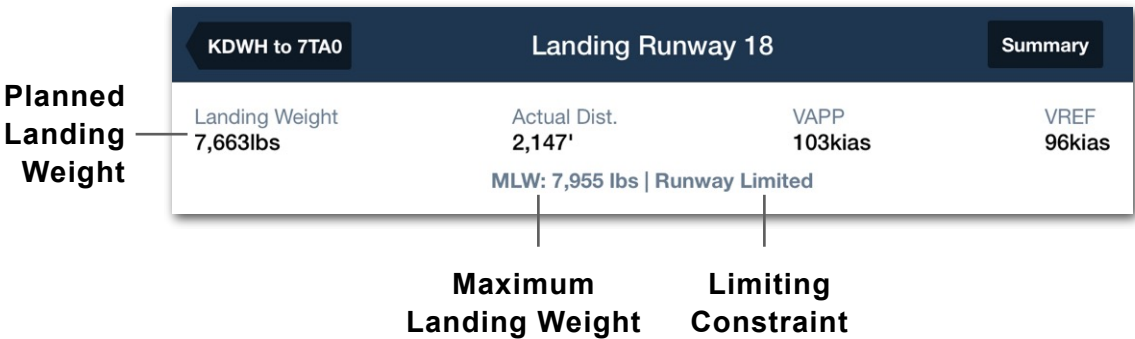 KDWH to 7TA0
Landing Runway 18
Summary
Planned
Landing
Weight
Landing Weight
7,663lbs
Actual Dist.
2,147'
VAPP
103kias
VREF
96kias
MLW: 7,955 lbs | Runway Limited
Maximum
Landing Weight
Limiting
Constraint